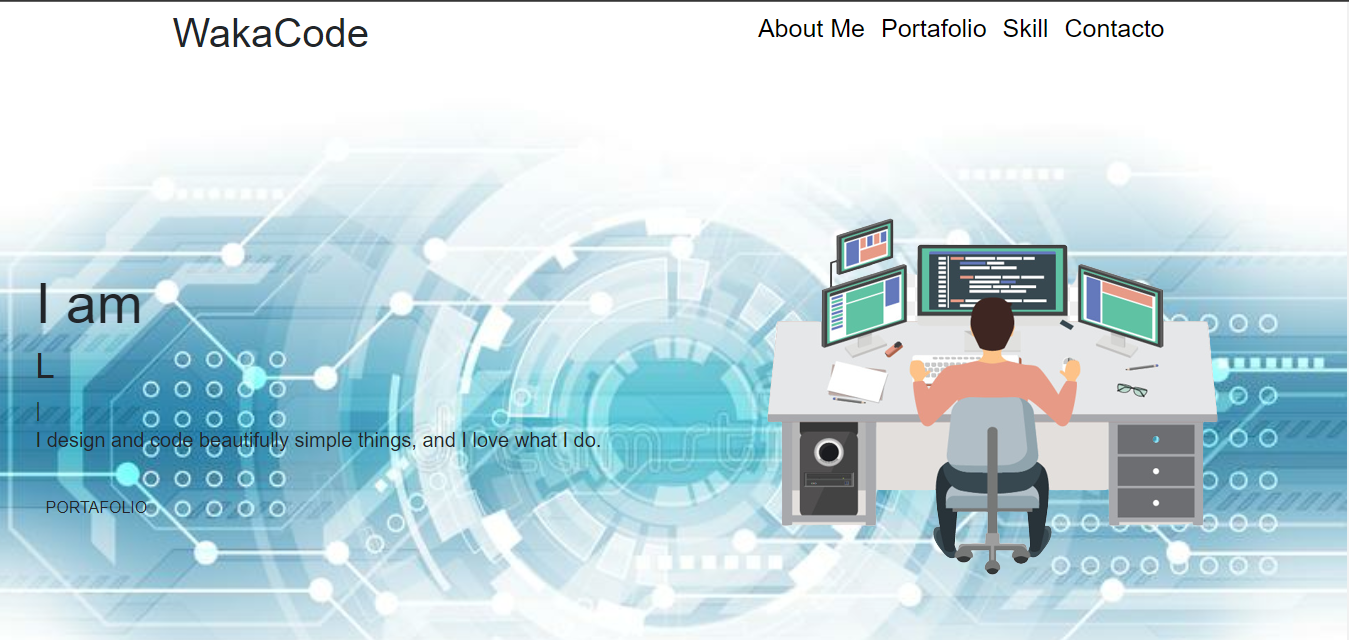 WakaCode
About Me Portafolio Skill Contacto
I am
L
|
I design and code beautifully simple things, and I love what I do.
PORTAFOLIO